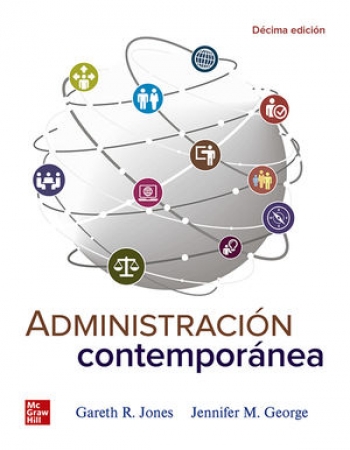 Décima edición
ADMINISTRACIÓN
contemporánea
Mc
Graw
Hill
Gareth R. Jones Jennifer M. George